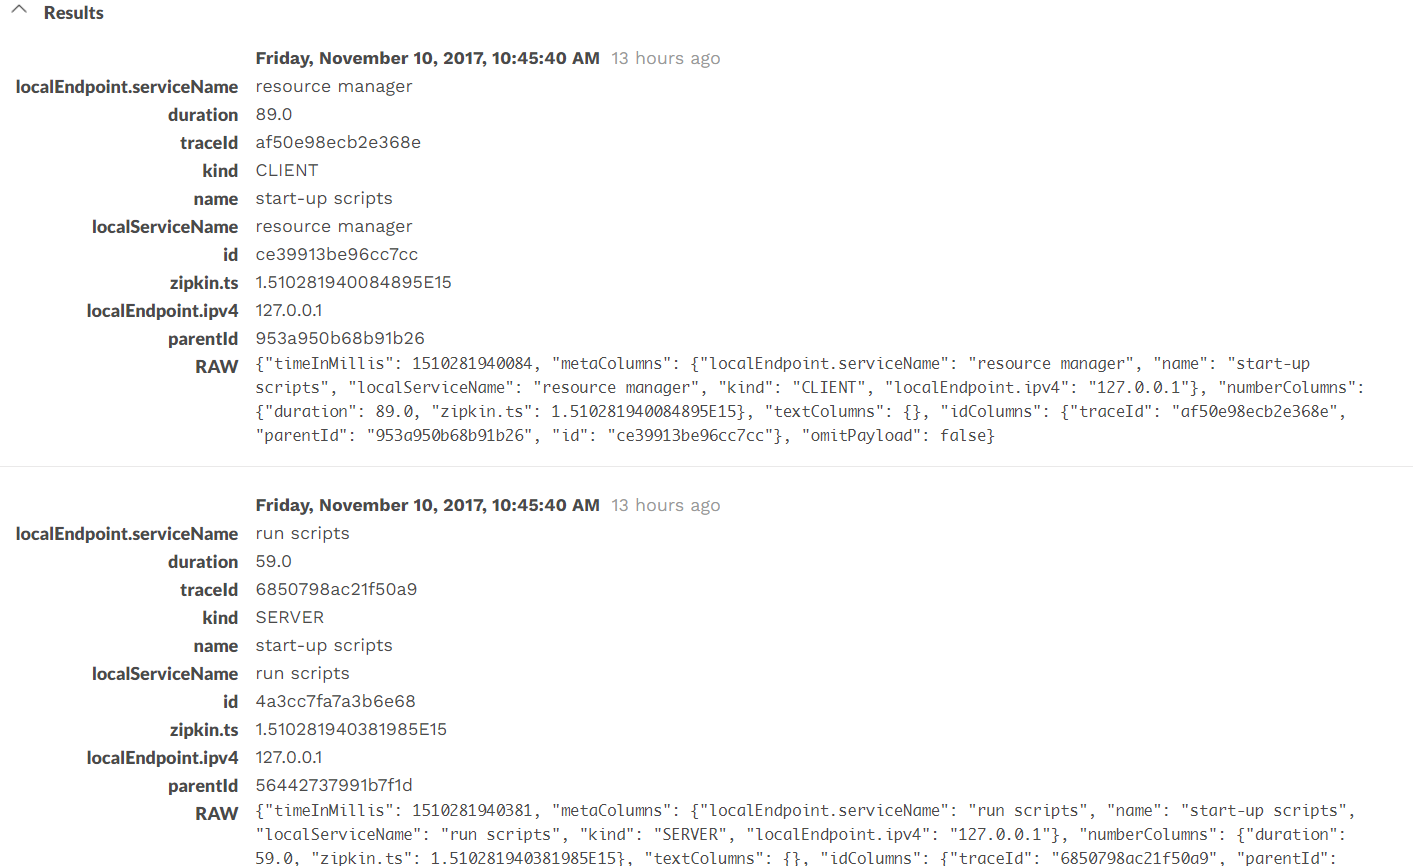 Results
Friday, November 10, 2017, 10:45:40 AM 13 hours ago
localEndpoint.serviceName resource manager
duration 89.0
traceId af50e98ecb2e368e
kind CLIENT
name start-up scripts
localServiceName resource manager
id ce39913be96cc7cc
zipkin.ts 1.510281940084895E15
localEndpoint.ipv4 127.0.0.1
parentId 953a950b68b91b26
RAW {"timeInMillis": 1510281940084, "metaColumns": {"localEndpoint.serviceName": "resource manager", "name": "start-up
scripts", "localServiceName": "resource manager", "kind": "CLIENT", "localEndpoint.ipv4": "127.0.0.1"}, "numberColumns":
{"duration": 89.0, "zipkin.ts": 1.510281940084895E15}, "textColumns": {}, "idColumns": {"traceId": "af50e98ecb2e368e",
"parentId": "953a950b68b91b26", "id": "ce39913be96cc7cc"}, "omitPayload": false}
Friday, November 10, 2017, 10:45:40 AM 13 hours ago
localEndpoint.serviceName run scripts
duration 59.0
traceId 6850798ac21f50a9
kind SERVER
name start-up scripts
localServiceName run scripts
id 4a3cc7fa7a3b6e68
zipkin.ts 1.510281940381985E15
localEndpoint.ipv4 127.0.0.1
parentId 56442737991b7f1d
RAW {"timeInMillis": 1510281940381, "metaColumns": {"localEndpoint.serviceName": "run scripts", "name": "start-up scripts",
"localServiceName": "run scripts", "kind": "SERVER", "localEndpoint.ipv4": "127.0.0.1"}, "numberColumns": {"duration":
59.0, "zipkin.ts": 1.510281940381985E15}, "textColumns": {}, "idColumns": {"traceId": "6850798ac21f50a9", "parentId":